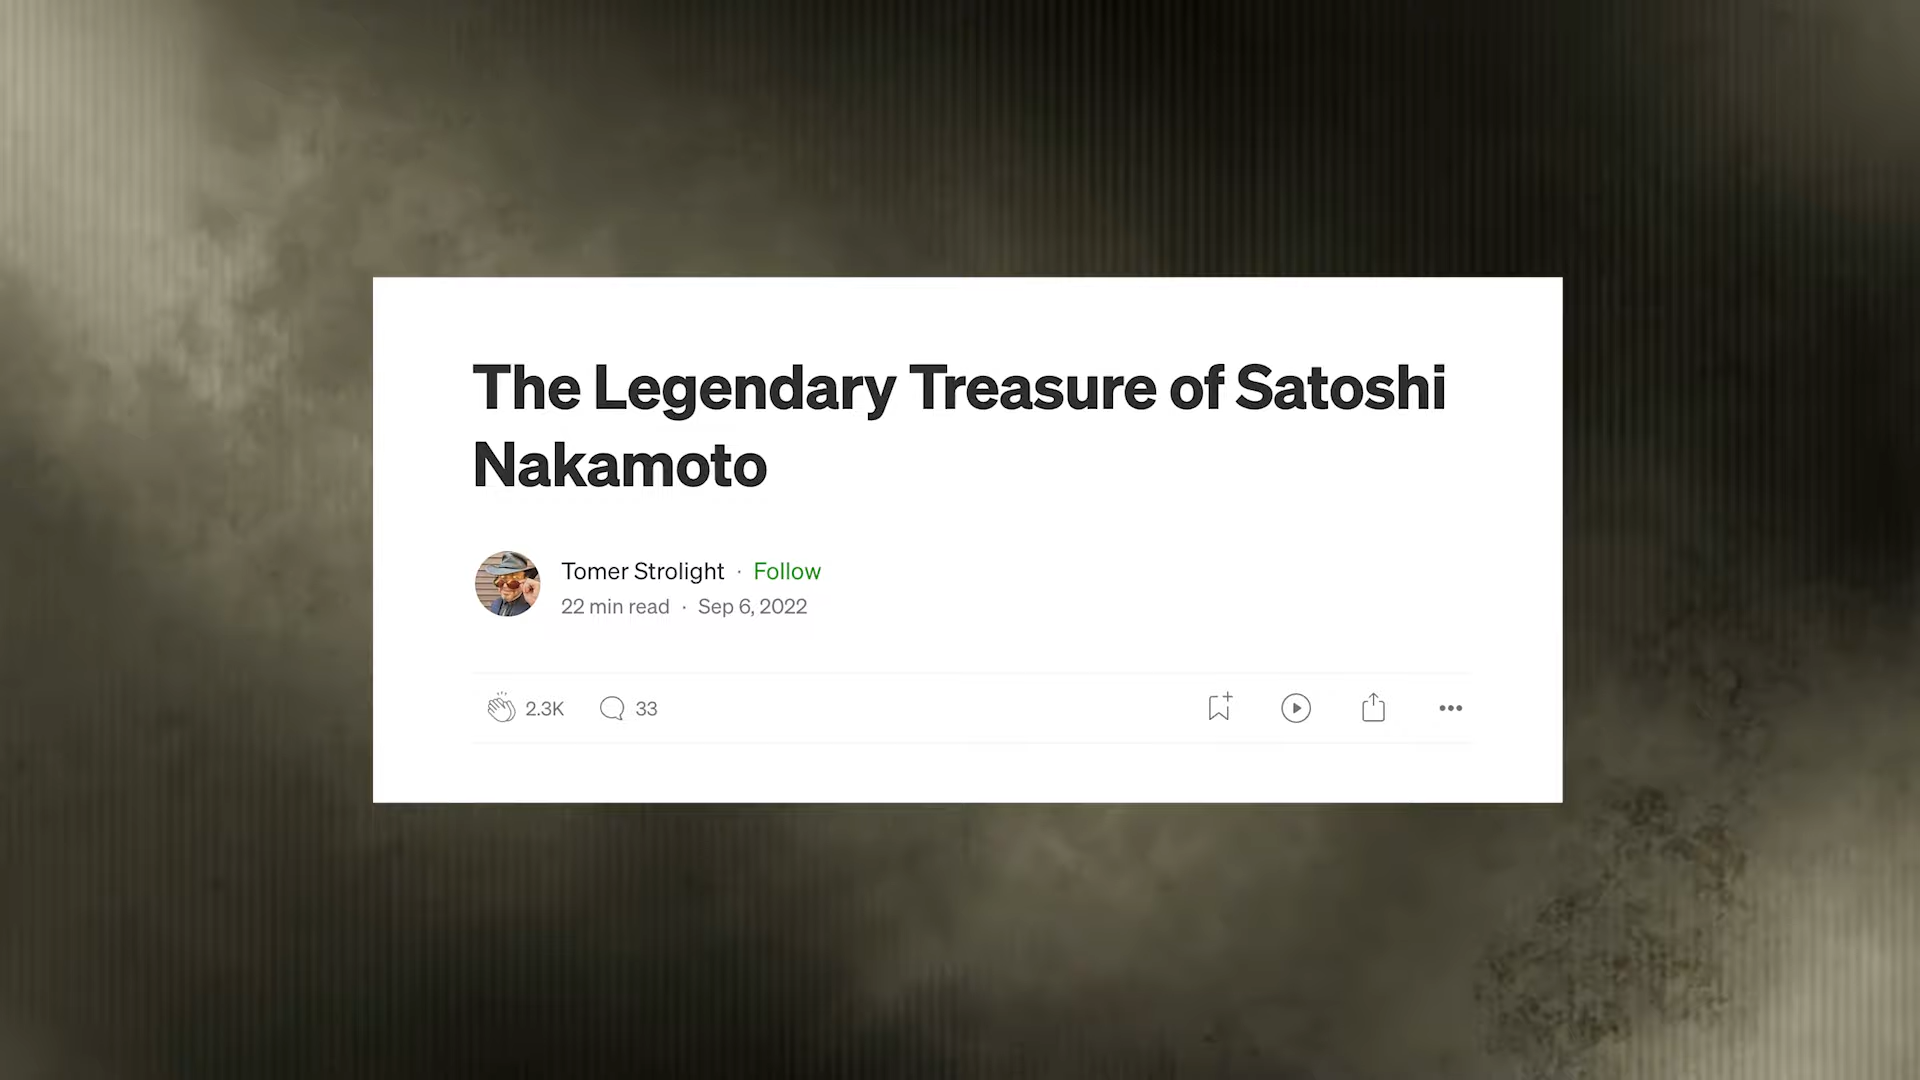 The Legendary Treasure of Satoshi
Nakamoto
Tomer Strolight · Follow
22 min read · Sep 6, 2022
2.3K 33